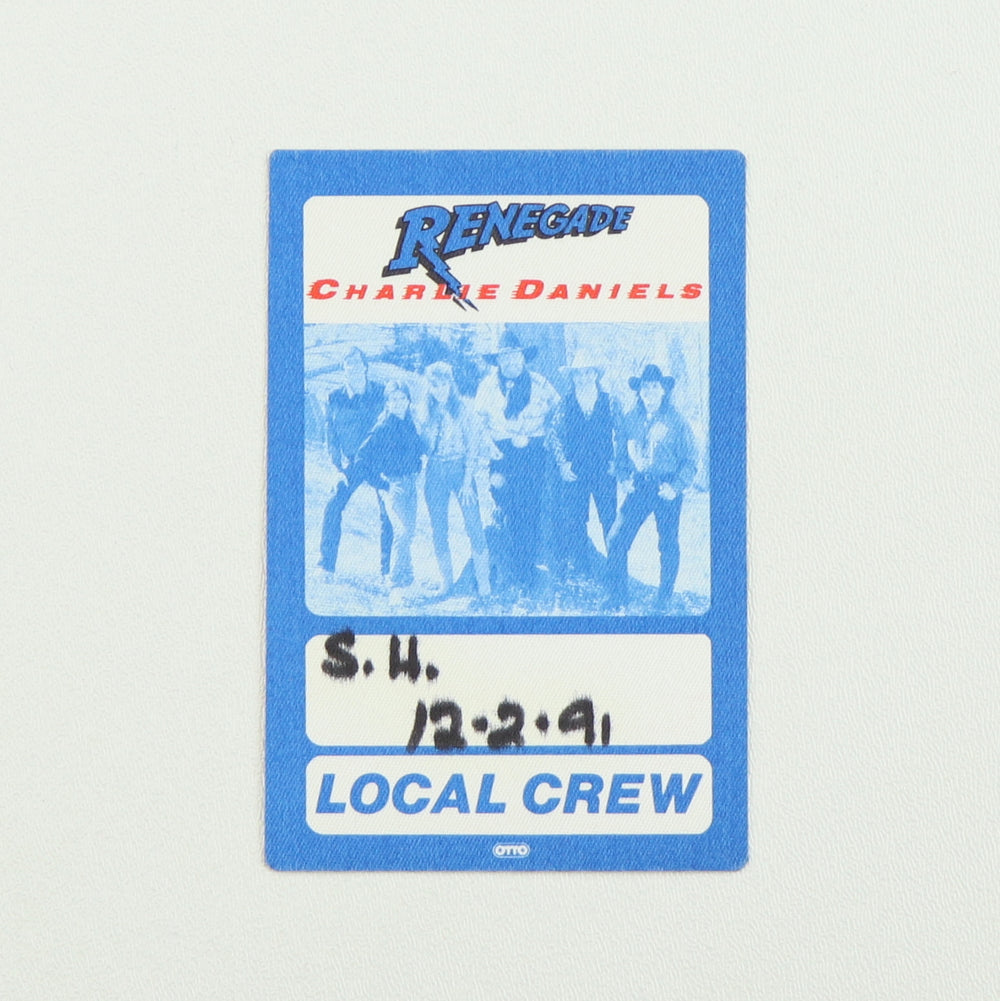 RENEGADE
CHARLIE DANIELS
S.H.
12.2.91
LOCAL CREW
OTTO